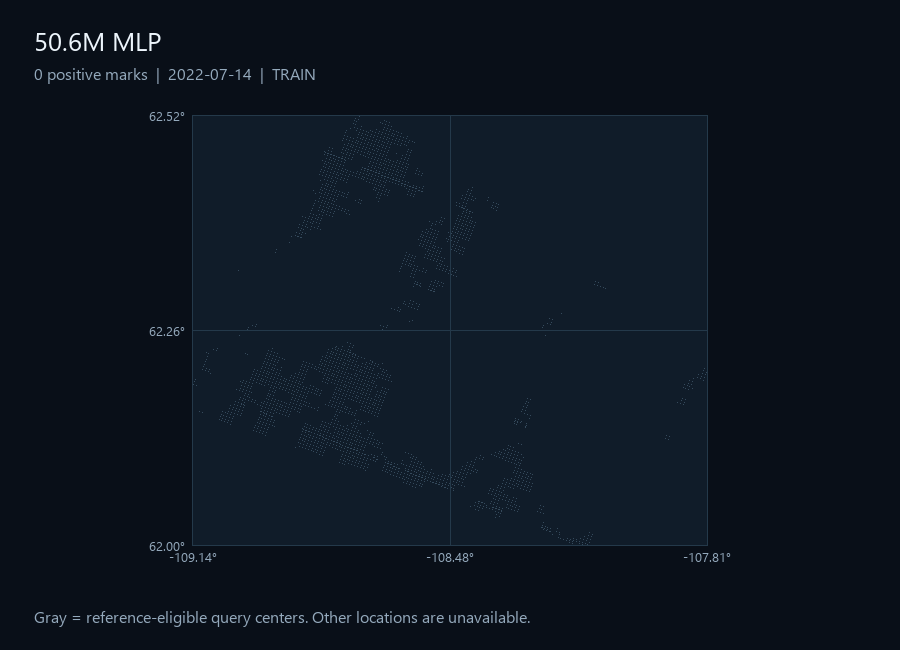 50.6M MLP
0 positive marks | 2022-07-14 | TRAIN
62.52°
62.26°
62.00°
-109.14°
-108.48°
-107.81°
Gray = reference-eligible query centers. Other locations are unavailable.